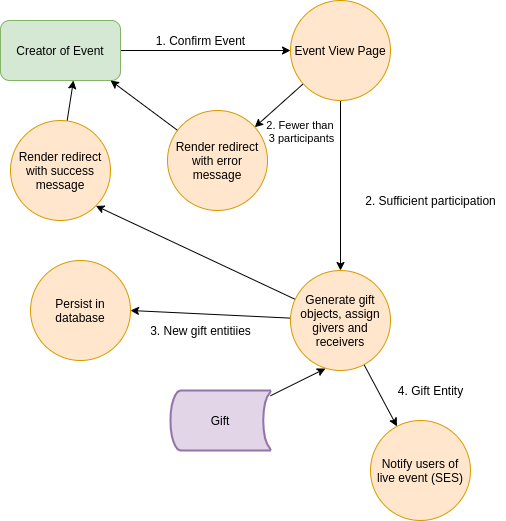 Creator of Event
1. Confirm Event
Event View Page
2. Fewer than
3 participants
Render redirect
with error
message
Render redirect
with success
message
2. Sufficient participation
Generate gift
objects, assign
givers and
receivers
Persist in
database
3. New gift entitiies
4. Gift Entity
Gift
Notify users of
live event (SES)